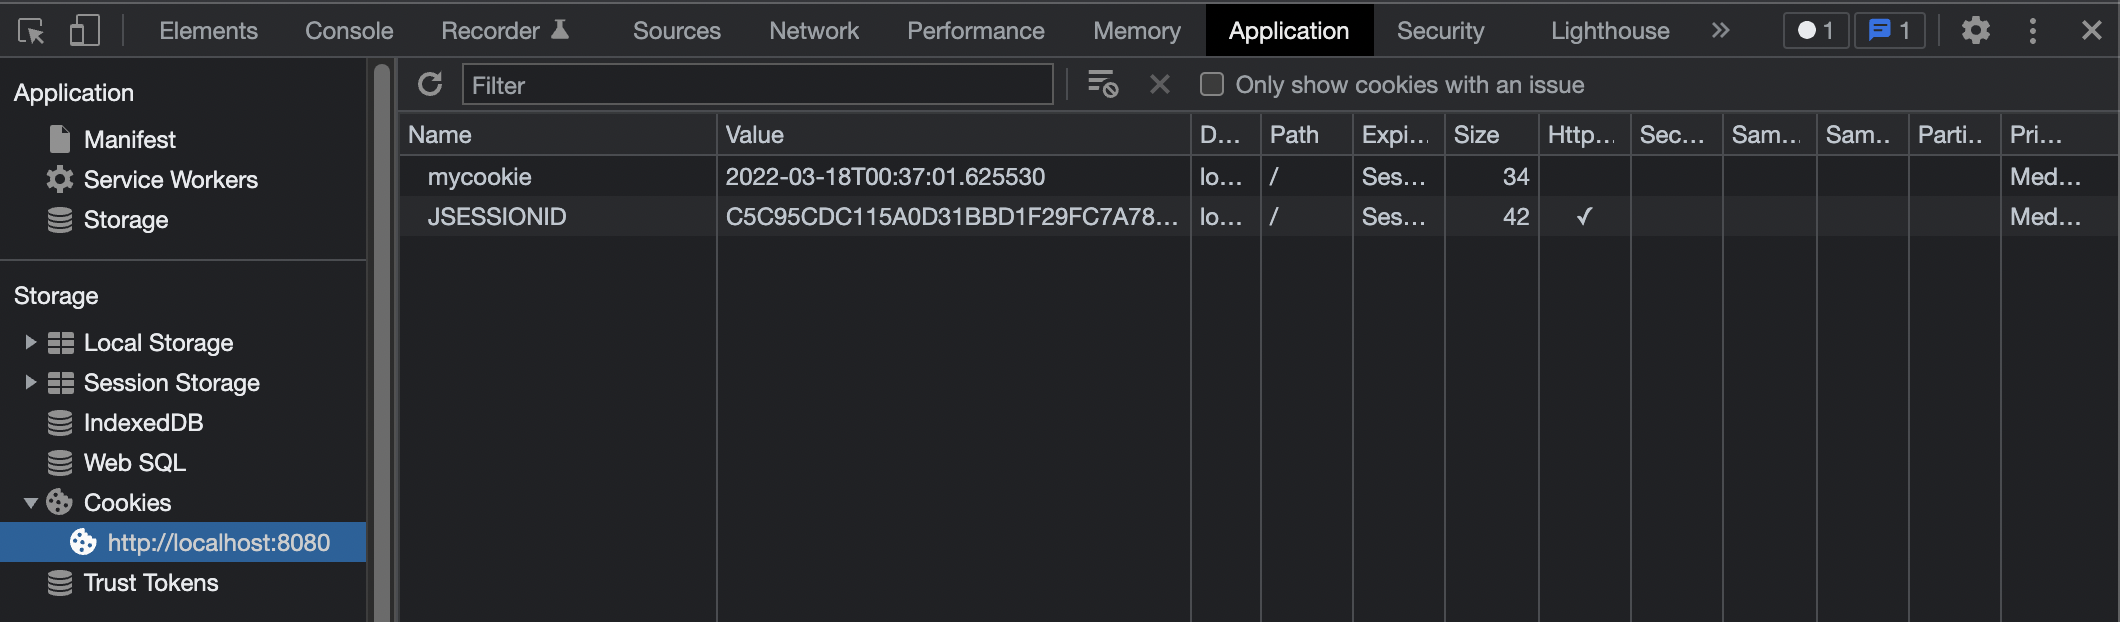 Elements Console Recorder Sources Network Performance Memory Application Security Lighthouse 1 1
Application
Manifest
Service Workers
Storage
Storage
Local Storage
Session Storage
IndexedDB
Web SQL
Cookies
http://localhost:8080
Trust Tokens
Filter Only show cookies with an issue
Name Value D... Path Expi... Size Http... Sec... Sam... Sam.. Parti.. Pri...
mycookie 2022-03-18T00:37:01.625530 lo... / Ses... 34 Med...
JSESSIONID C5C95CDC115A0D31BBD1F29FC7A78... lo... / Ses... 42 ✓ Med...